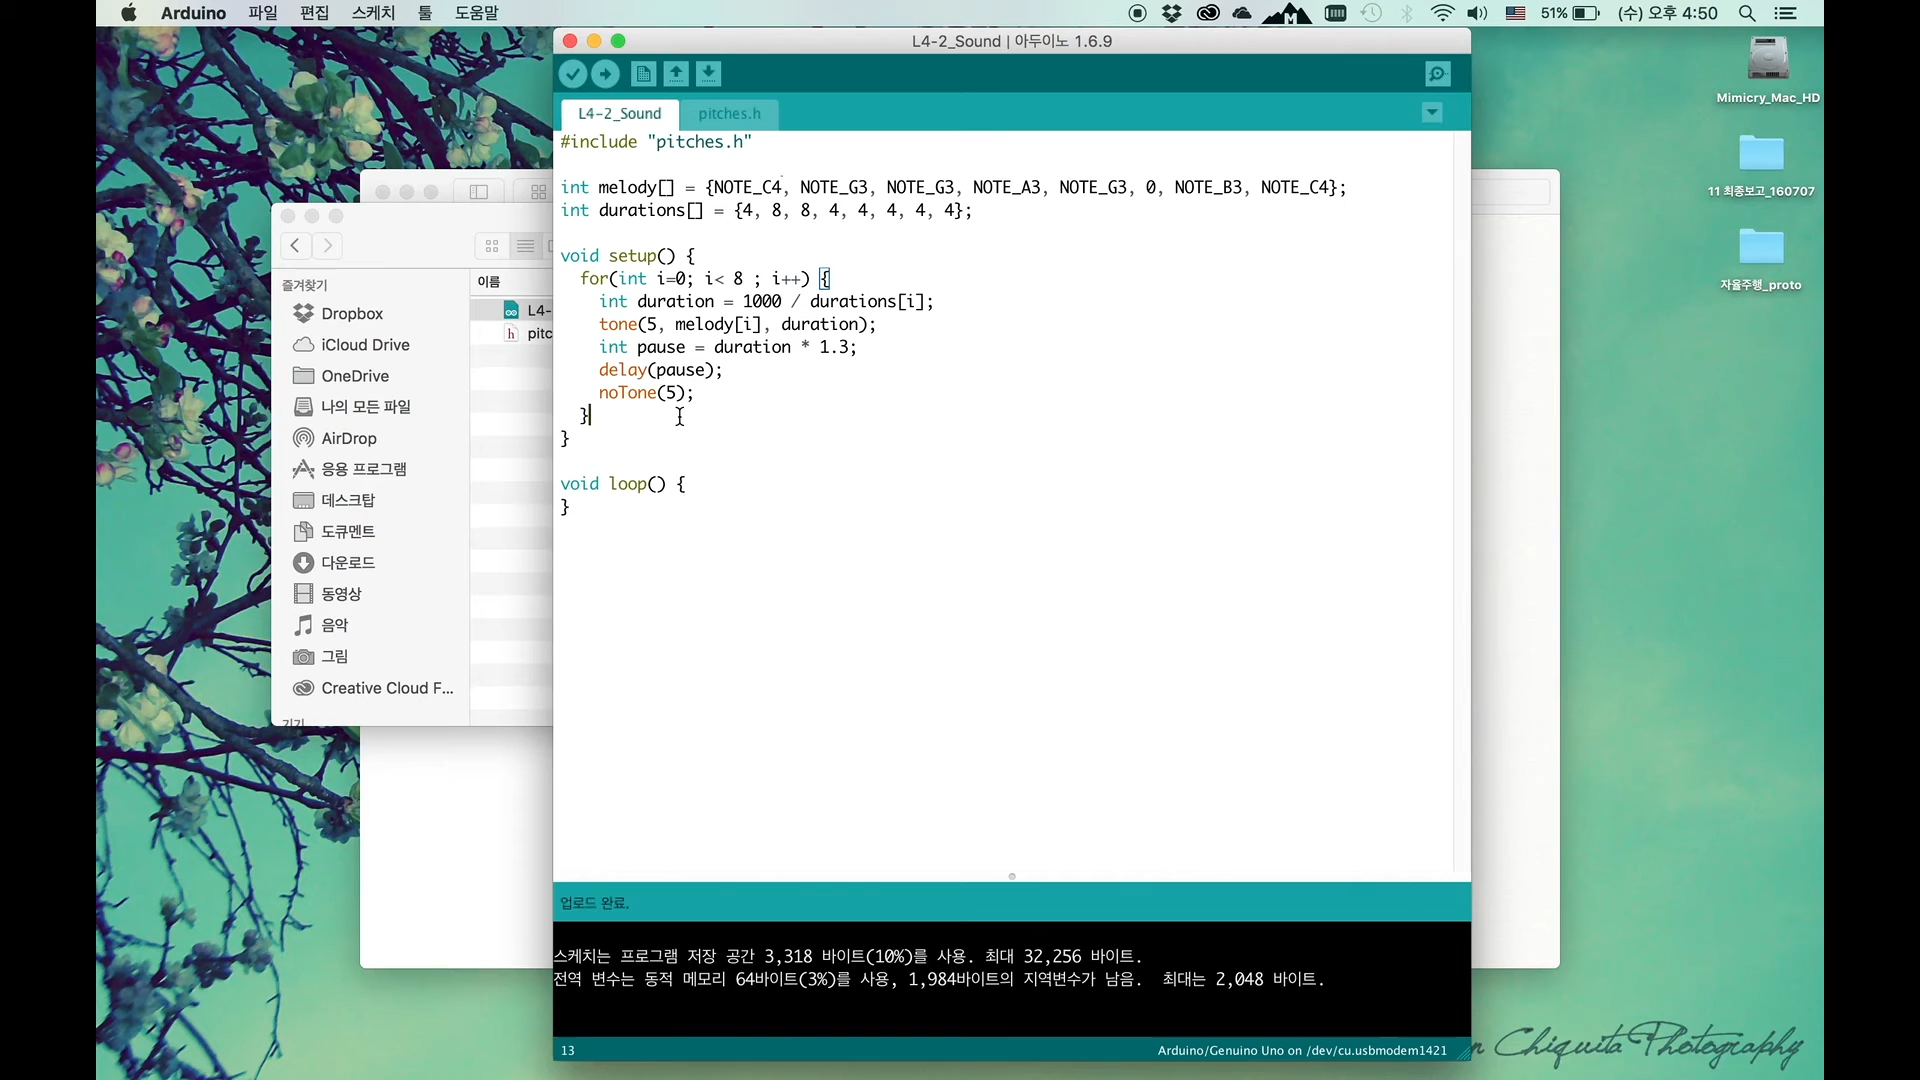 Arduino 파일 편집 스케치 툴 도움말
51% (수) 오후 4:50
L4-2_Sound | 아두이노 1.6.9
L4-2_Sound pitches.h
#include "pitches.h"
int melody[] = {NOTE_C4, NOTE_G3, NOTE_G3, NOTE_A3, NOTE_G3, 0, NOTE_B3, NOTE_C4};
int durations[] = {4, 8, 8, 4, 4, 4, 4, 4};
void setup() {
for(int i=0; i< 8 ; i++) {
int duration = 1000 / durations[i];
tone(5, melody[i], duration);
int pause = duration * 1.3;
delay(pause);
noTone(5);
}
}
void loop() {
}
업로드 완료.
스케치는 프로그램 저장 공간 3,318 바이트(10%)를 사용. 최대 32,256 바이트.
전역 변수는 동적 메모리 64바이트(3%)를 사용, 1,984바이트의 지역변수가 남음. 최대는 2,048 바이트.
13
Arduino/Genuino Uno on /dev/cu.usbmodem1421
즐겨찾기
Dropbox
iCloud Drive
OneDrive
나의 모든 파일
AirDrop
응용 프로그램
데스크탑
도큐멘트
다운로드
동영상
음악
그림
Creative Cloud F...
기기
이름
L4-
pitc
Mimicry_Mac_HD
11 최종보고_160707
자율주행_proto
Chiquita Photography